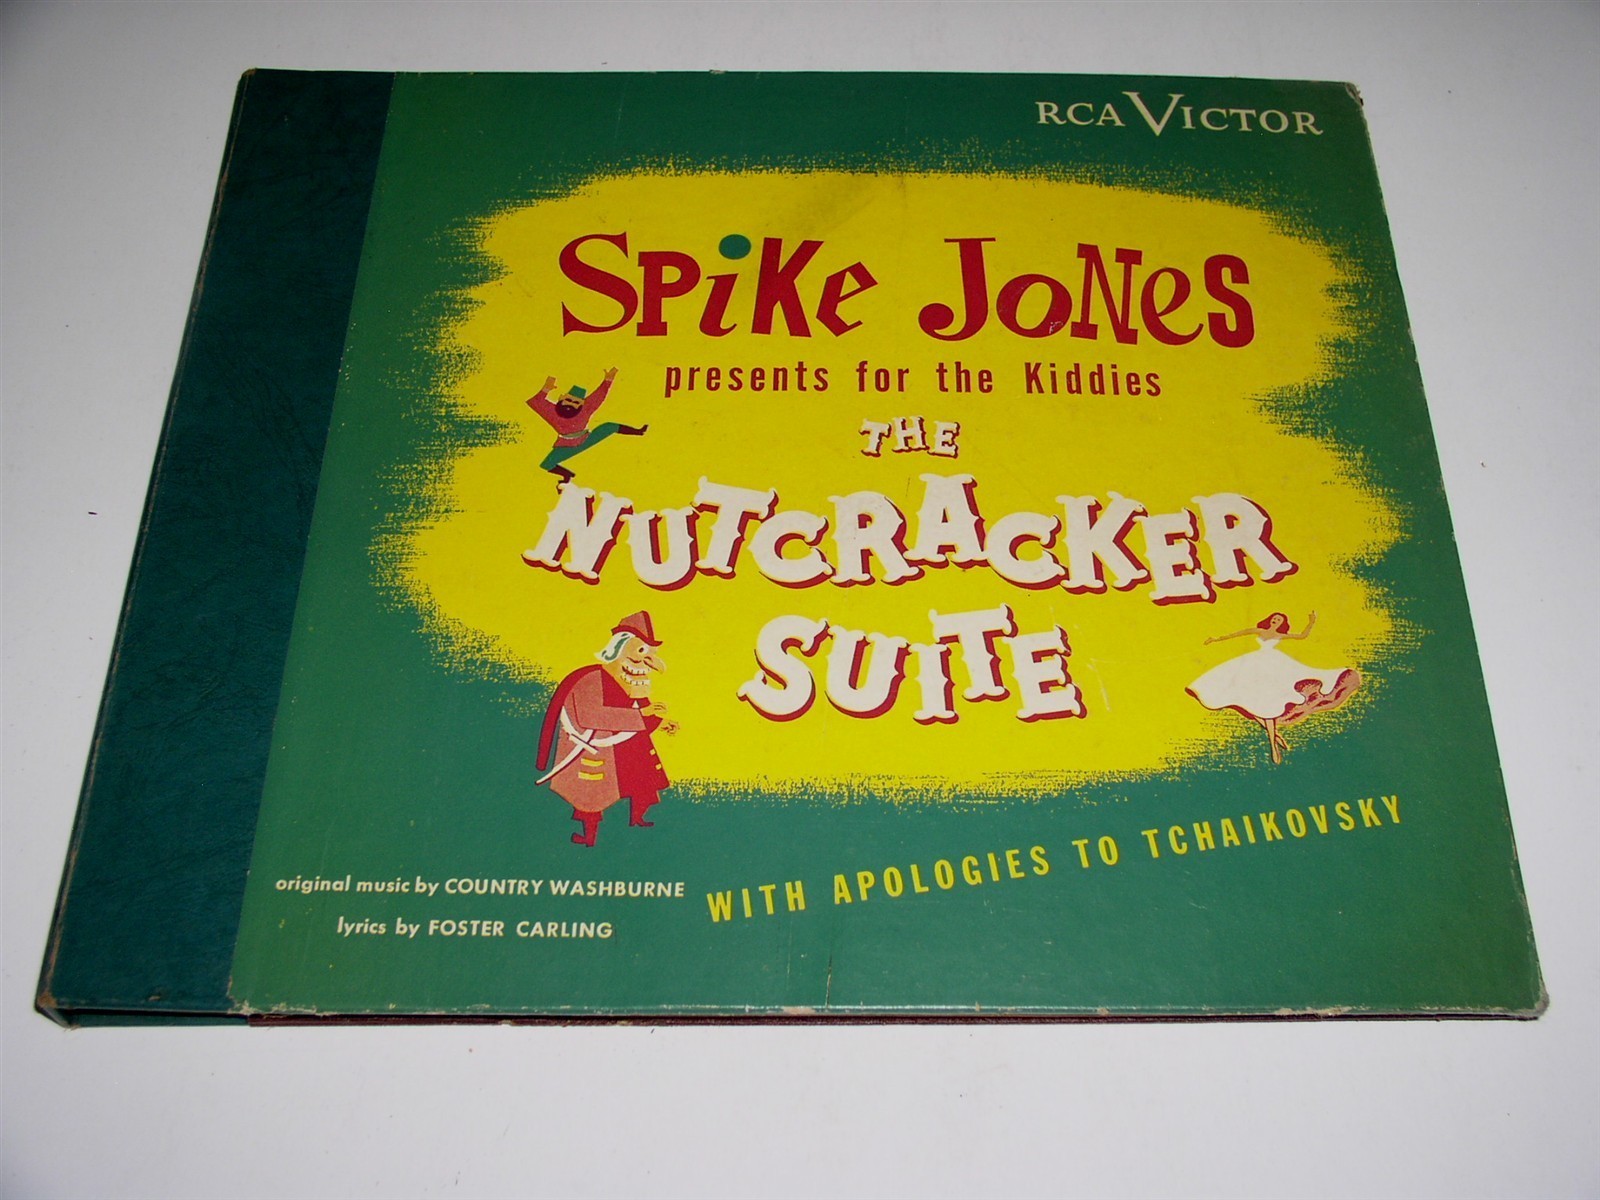 RCA VICTOR
SPiKe JoNeS
presents for the Kiddies
THE
NUTCRACKER
SUITE
original music by COUNTRY WASHBURNE
lyrics by FOSTER CARLING
WITH APOLOGIES TO TCHAIKOVSKY